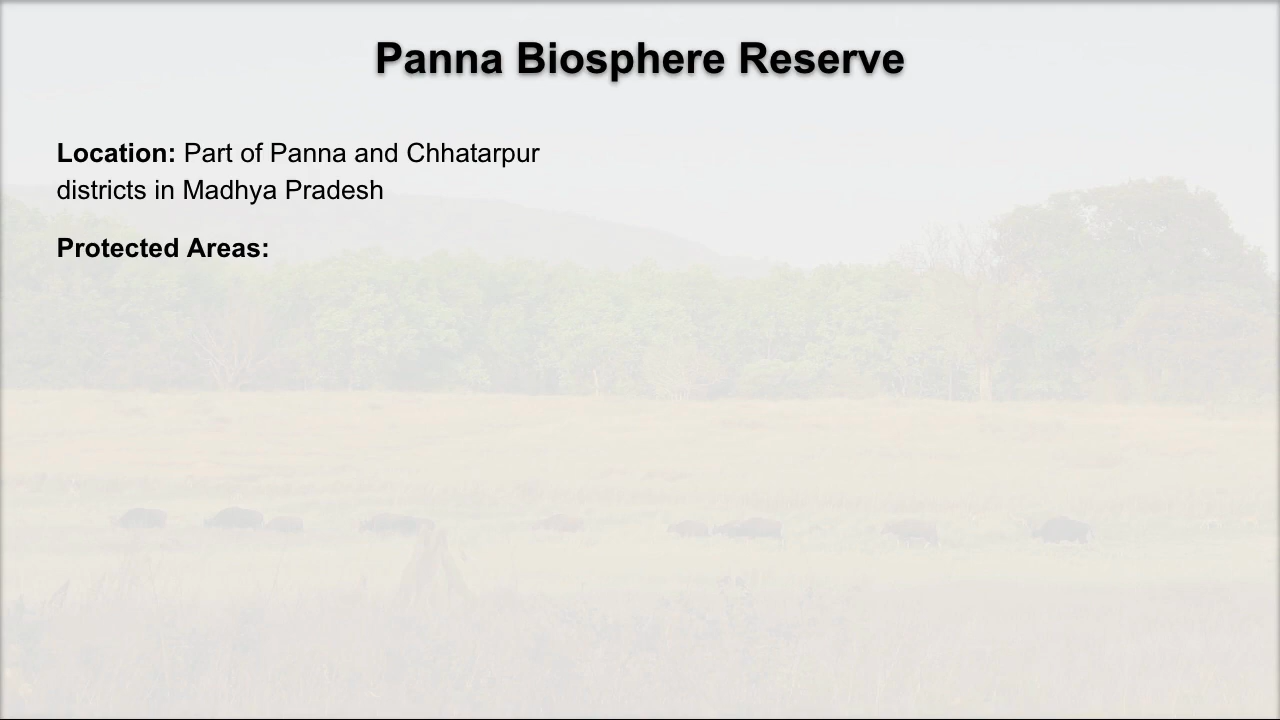 Panna Biosphere Reserve
Location: Part of Panna and Chhatarpur
districts in Madhya Pradesh
Protected Areas: